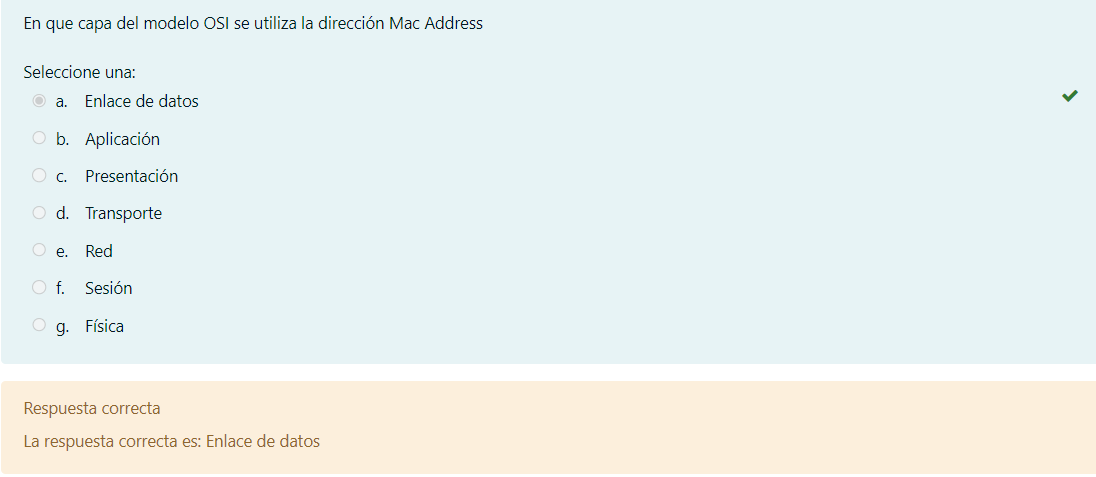 En que capa del modelo OSI se utiliza la dirección Mac Address
Seleccione una:
a. Enlace de datos
b. Aplicación
c. Presentación
d. Transporte
e. Red
f. Sesión
g. Física
Respuesta correcta
La respuesta correcta es: Enlace de datos